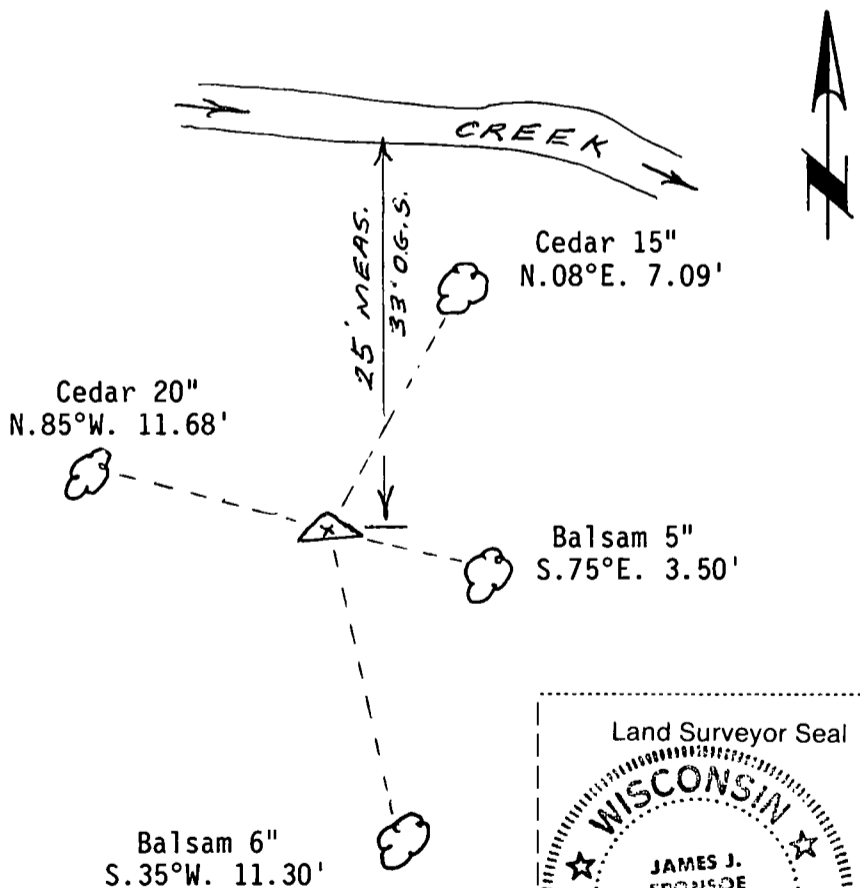 CREEK
N
25' MEAS.
33' O.G.S.
Cedar 15"
N.08°E. 7.09'
Cedar 20"
N.85°W. 11.68'
Balsam 5"
S.75°E. 3.50'
Balsam 6"
S.35°W. 11.30'
Land Surveyor Seal
WISCONSIN
JAMES J.